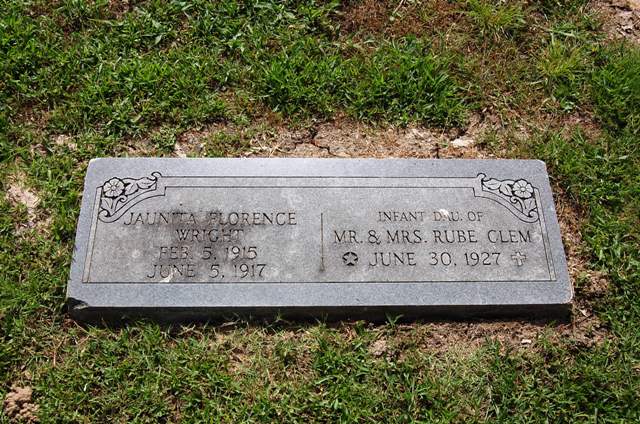 JAUNITA FLORENCE
WRIGHT
FEB. 5, 1915
JUNE 5, 1917
INFANT DAU. OF
MR. & MRS. RUBE CLEM
JUNE 30, 1927